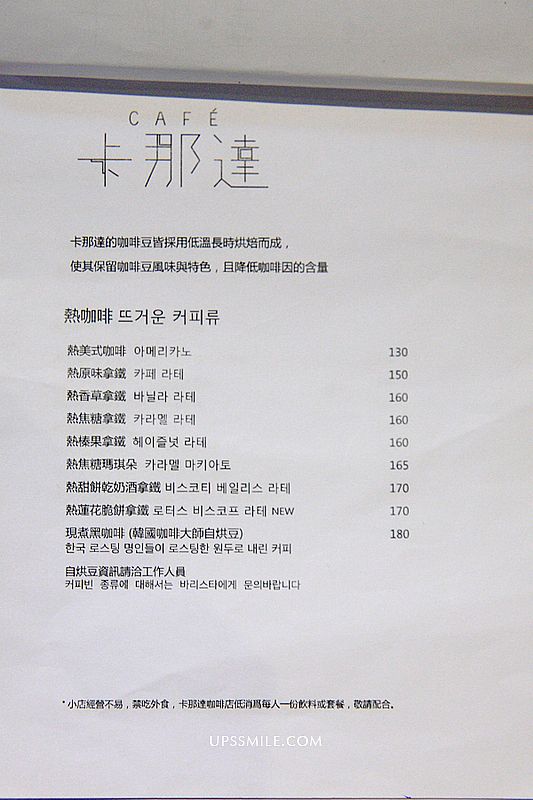 CAFÉ
卡那達
卡那達的咖啡豆皆採用低溫長時烘焙而成，
使其保留咖啡豆風味與特色，且降低咖啡因的含量
熱咖啡 뜨거운 커피류
熱美式咖啡 아메리카노 130
熱原味拿鐵 카페 라테 150
熱香草拿鐵 바닐라 라테 160
熱焦糖拿鐵 카라멜 라테 160
熱榛果拿鐵 헤이즐넛 라테 160
熱焦糖瑪琪朵 카라멜 마키아토 165
熱甜餅乾奶酒拿鐵 비스코티 베일리스 라테 170
熱蓮花脆餅拿鐵 로터스 비스코프 라테 NEW 170
現煮黑咖啡 (韓國咖啡大師自烘豆) 180
한국 로스팅 명인들이 로스팅한 원두로 내린 커피
自烘豆資訊請洽工作人員
커피빈 종류에 대해서는 바리스타에게 문의바랍니다
* 小店經營不易，禁吃外食，卡那達咖啡店低消爲每人一份飲料或套餐，敬請配合。
UPSSMILE.COM